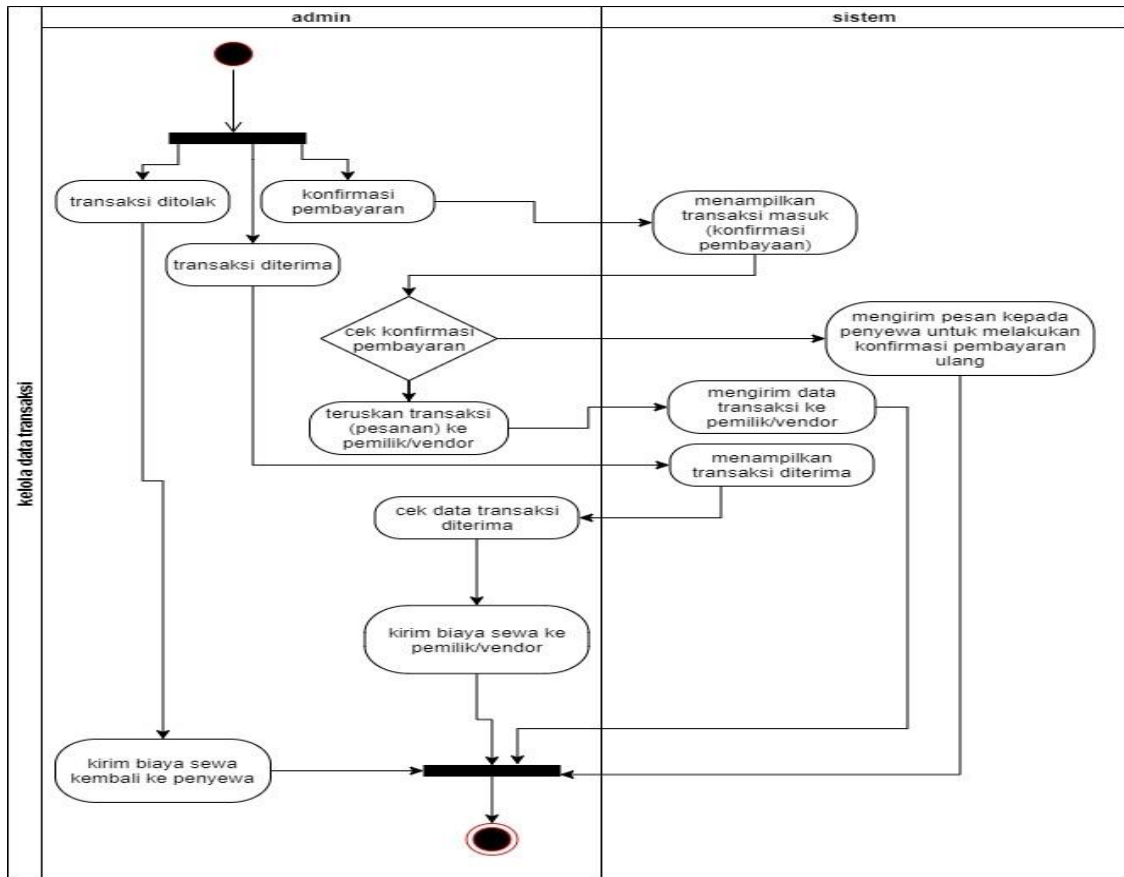 admin
sistem
kelola data transaksi
transaksi ditolak
konfirmasi
pembayaran
menampilkan
transaksi masuk
(konfirmasi
pembayaan)
transaksi diterima
cek konfirmasi
pembayaran
mengirim pesan kepada
penyewa untuk melakukan
konfirmasi pembayaran
ulang
teruskan transaksi
(pesanan) ke
pemilik/vendor
mengirim data
transaksi ke
pemilik/vendor
menampilkan
transaksi diterima
cek data transaksi
diterima
kirim biaya sewa ke
pemilik/vendor
kirim biaya sewa
kembali ke penyewa